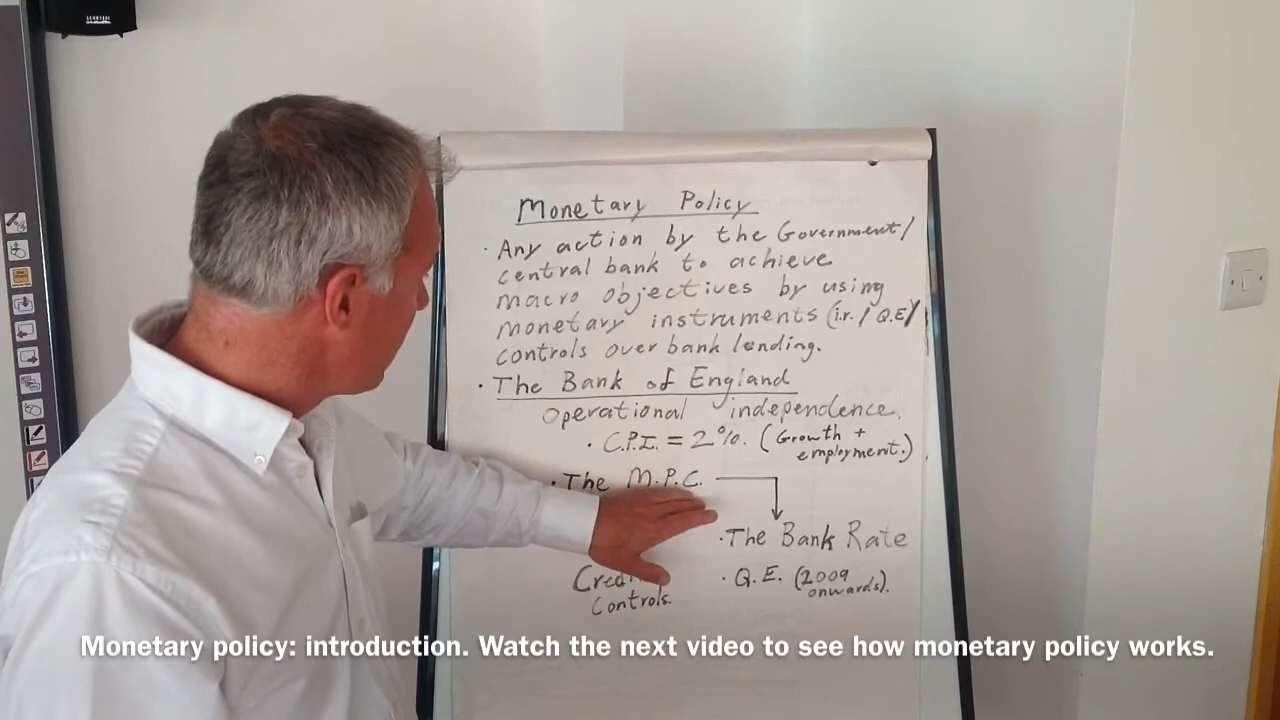 Monetary Policy
· Any action by the Government/
central bank to achieve
macro objectives by using
monetary instruments (i.r./Q.E)/
controls over bank lending.
· The Bank of England
Operational independence.
· C.P.I. = 2%. (Growth +
employment.)
· The M.P.C.
· The Bank Rate
· Q.E. (2009
onwards).
Controls.
Monetary policy: introduction. Watch the next video to see how monetary policy works.